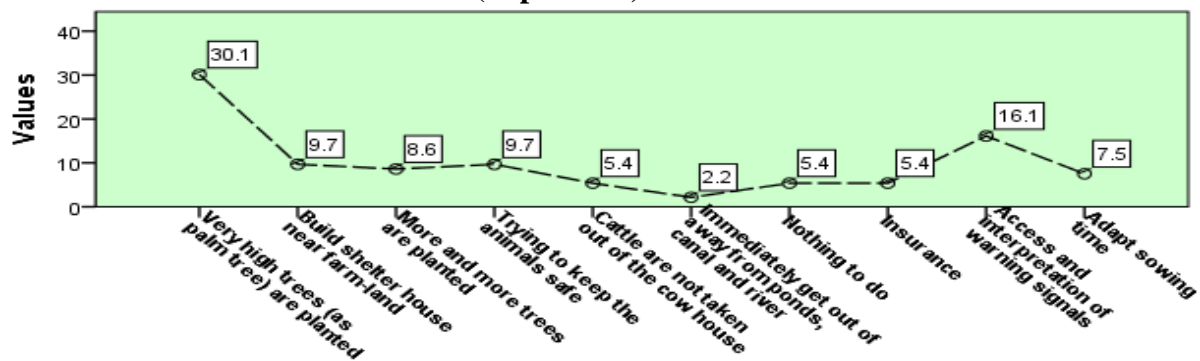 40
30
20
10
0
Values
30.1
9.7
8.6
9.7
5.4
2.2
5.4
5.4
16.1
7.5
Very high trees (as
palm tree) are planted
Build shelter house
near farm-land
More and more trees
are planted
Trying to keep the
animals safe
Cattle are not taken
out of the cow house
Immediately get out of
away from ponds,
canal and river
Nothing to do
Insurance
Access and
interpretation of
warning signals
Adapt sowing
time